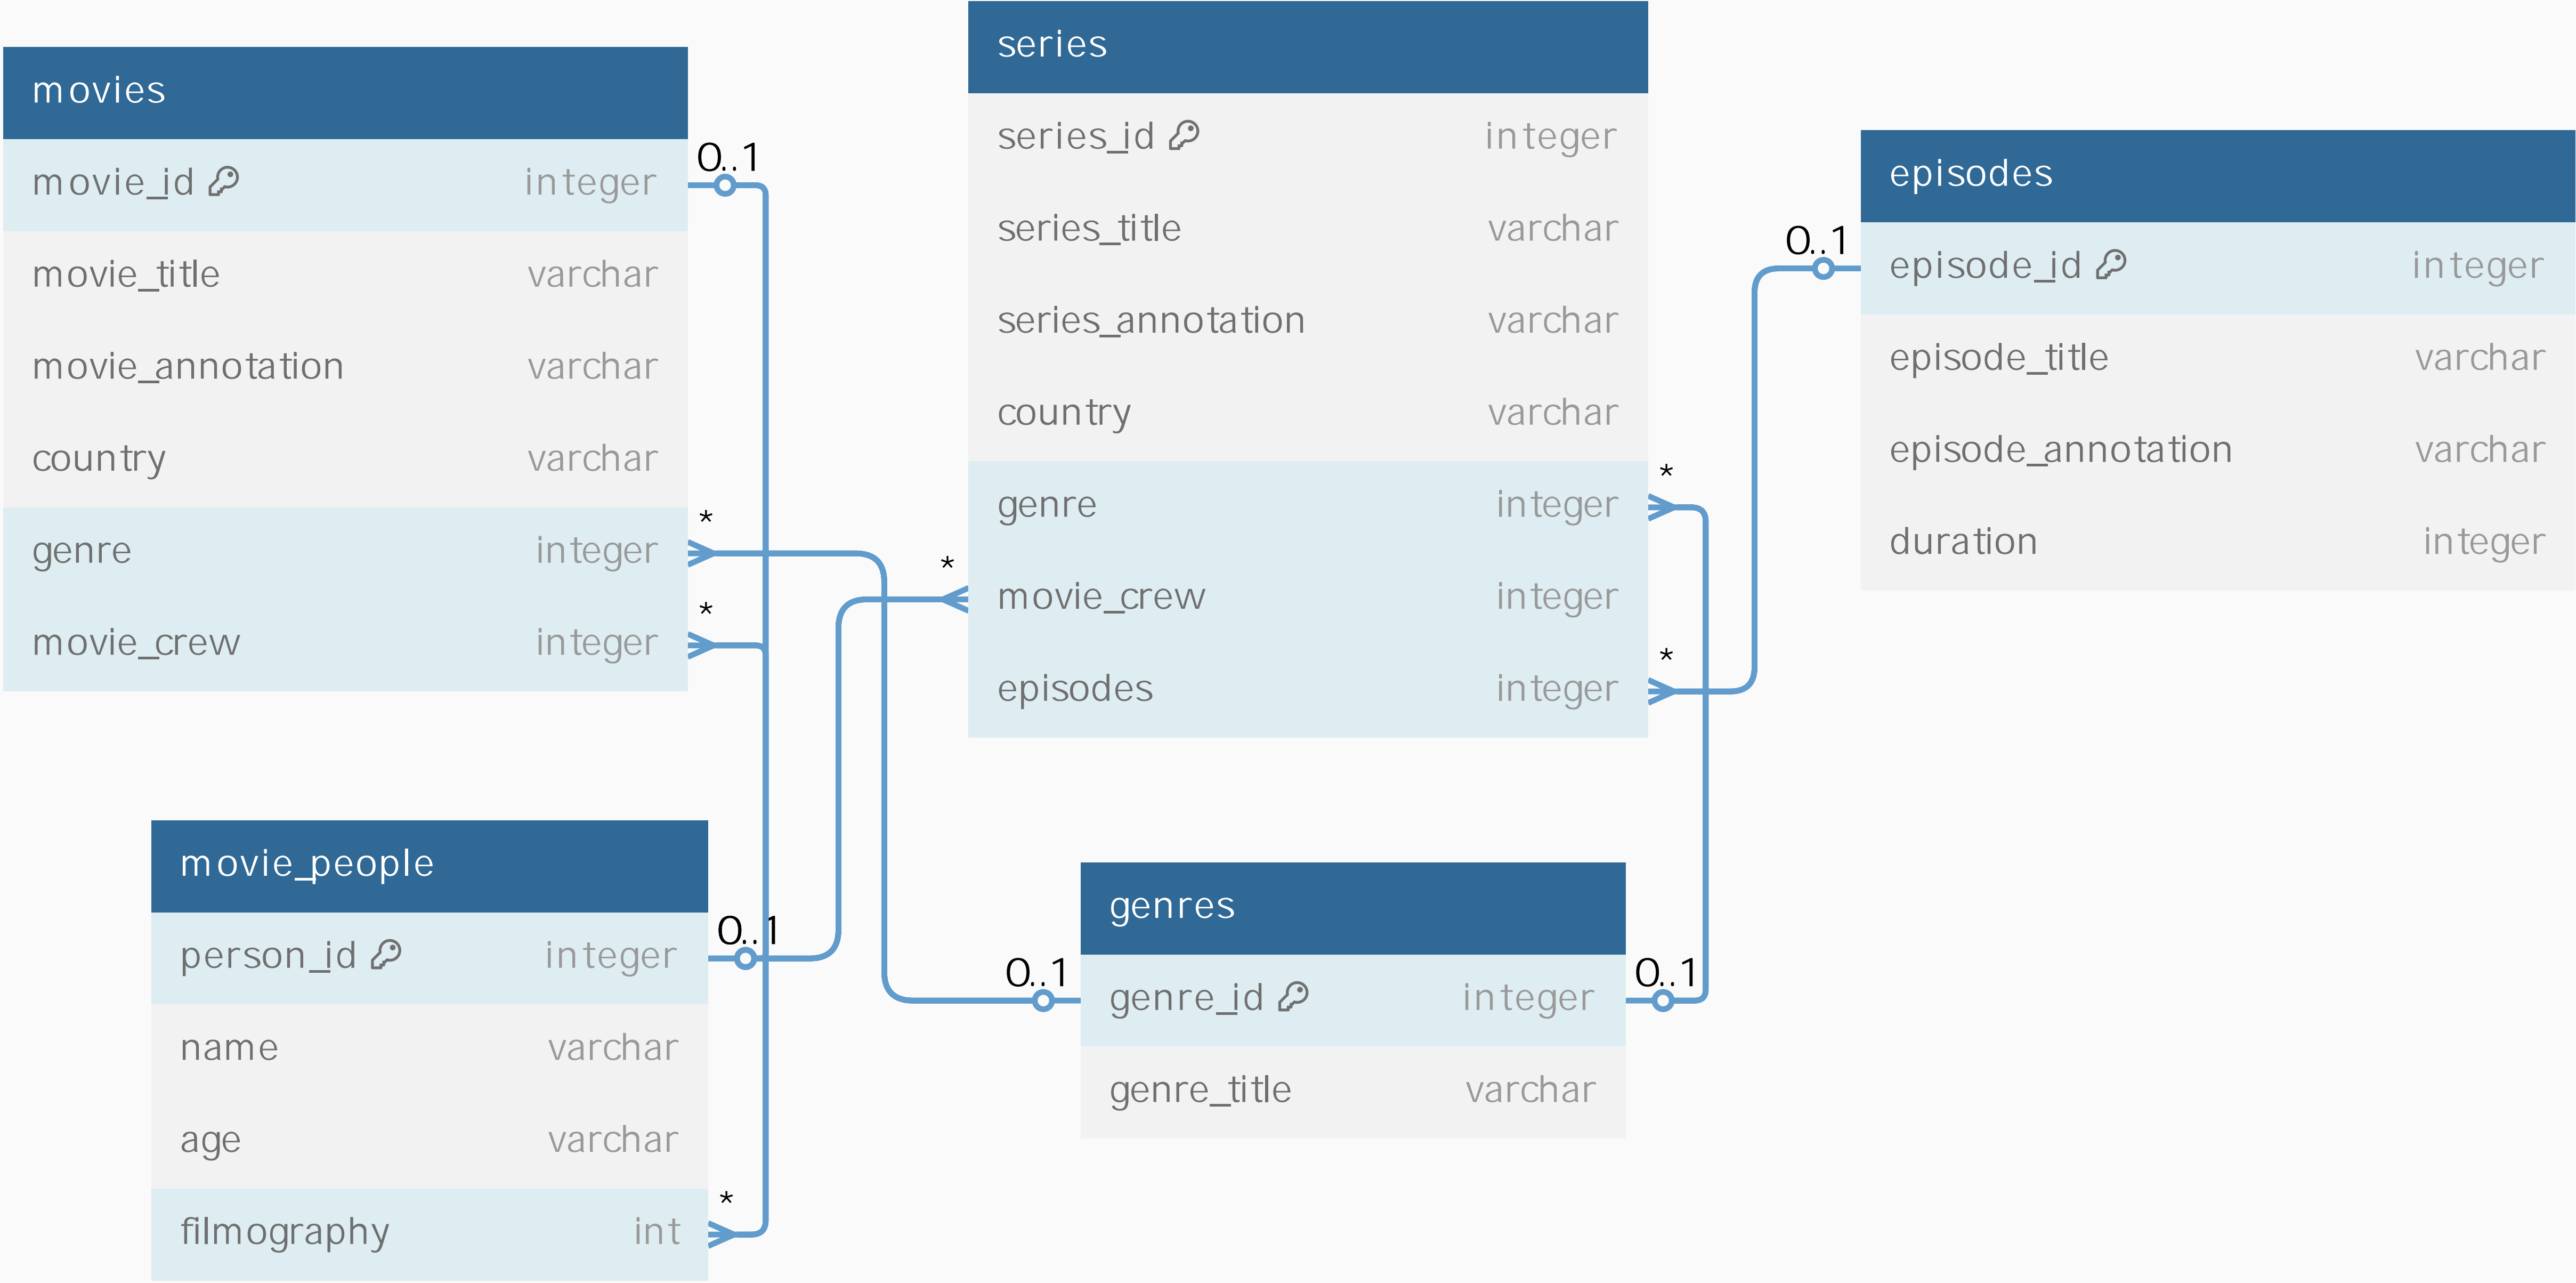 movies
movie_id integer
movie_title varchar
movie_annotation varchar
country varchar
genre integer
movie_crew integer
0..1
*
*
series
series_id integer
series_title varchar
series_annotation varchar
country varchar
genre integer
movie_crew integer
episodes integer
*
*
*
episodes
episode_id integer
episode_title varchar
episode_annotation varchar
duration integer
0..1
movie_people
person_id integer
name varchar
age varchar
filmography int
0..1
*
genres
genre_id integer
genre_title varchar
0..1
0..1